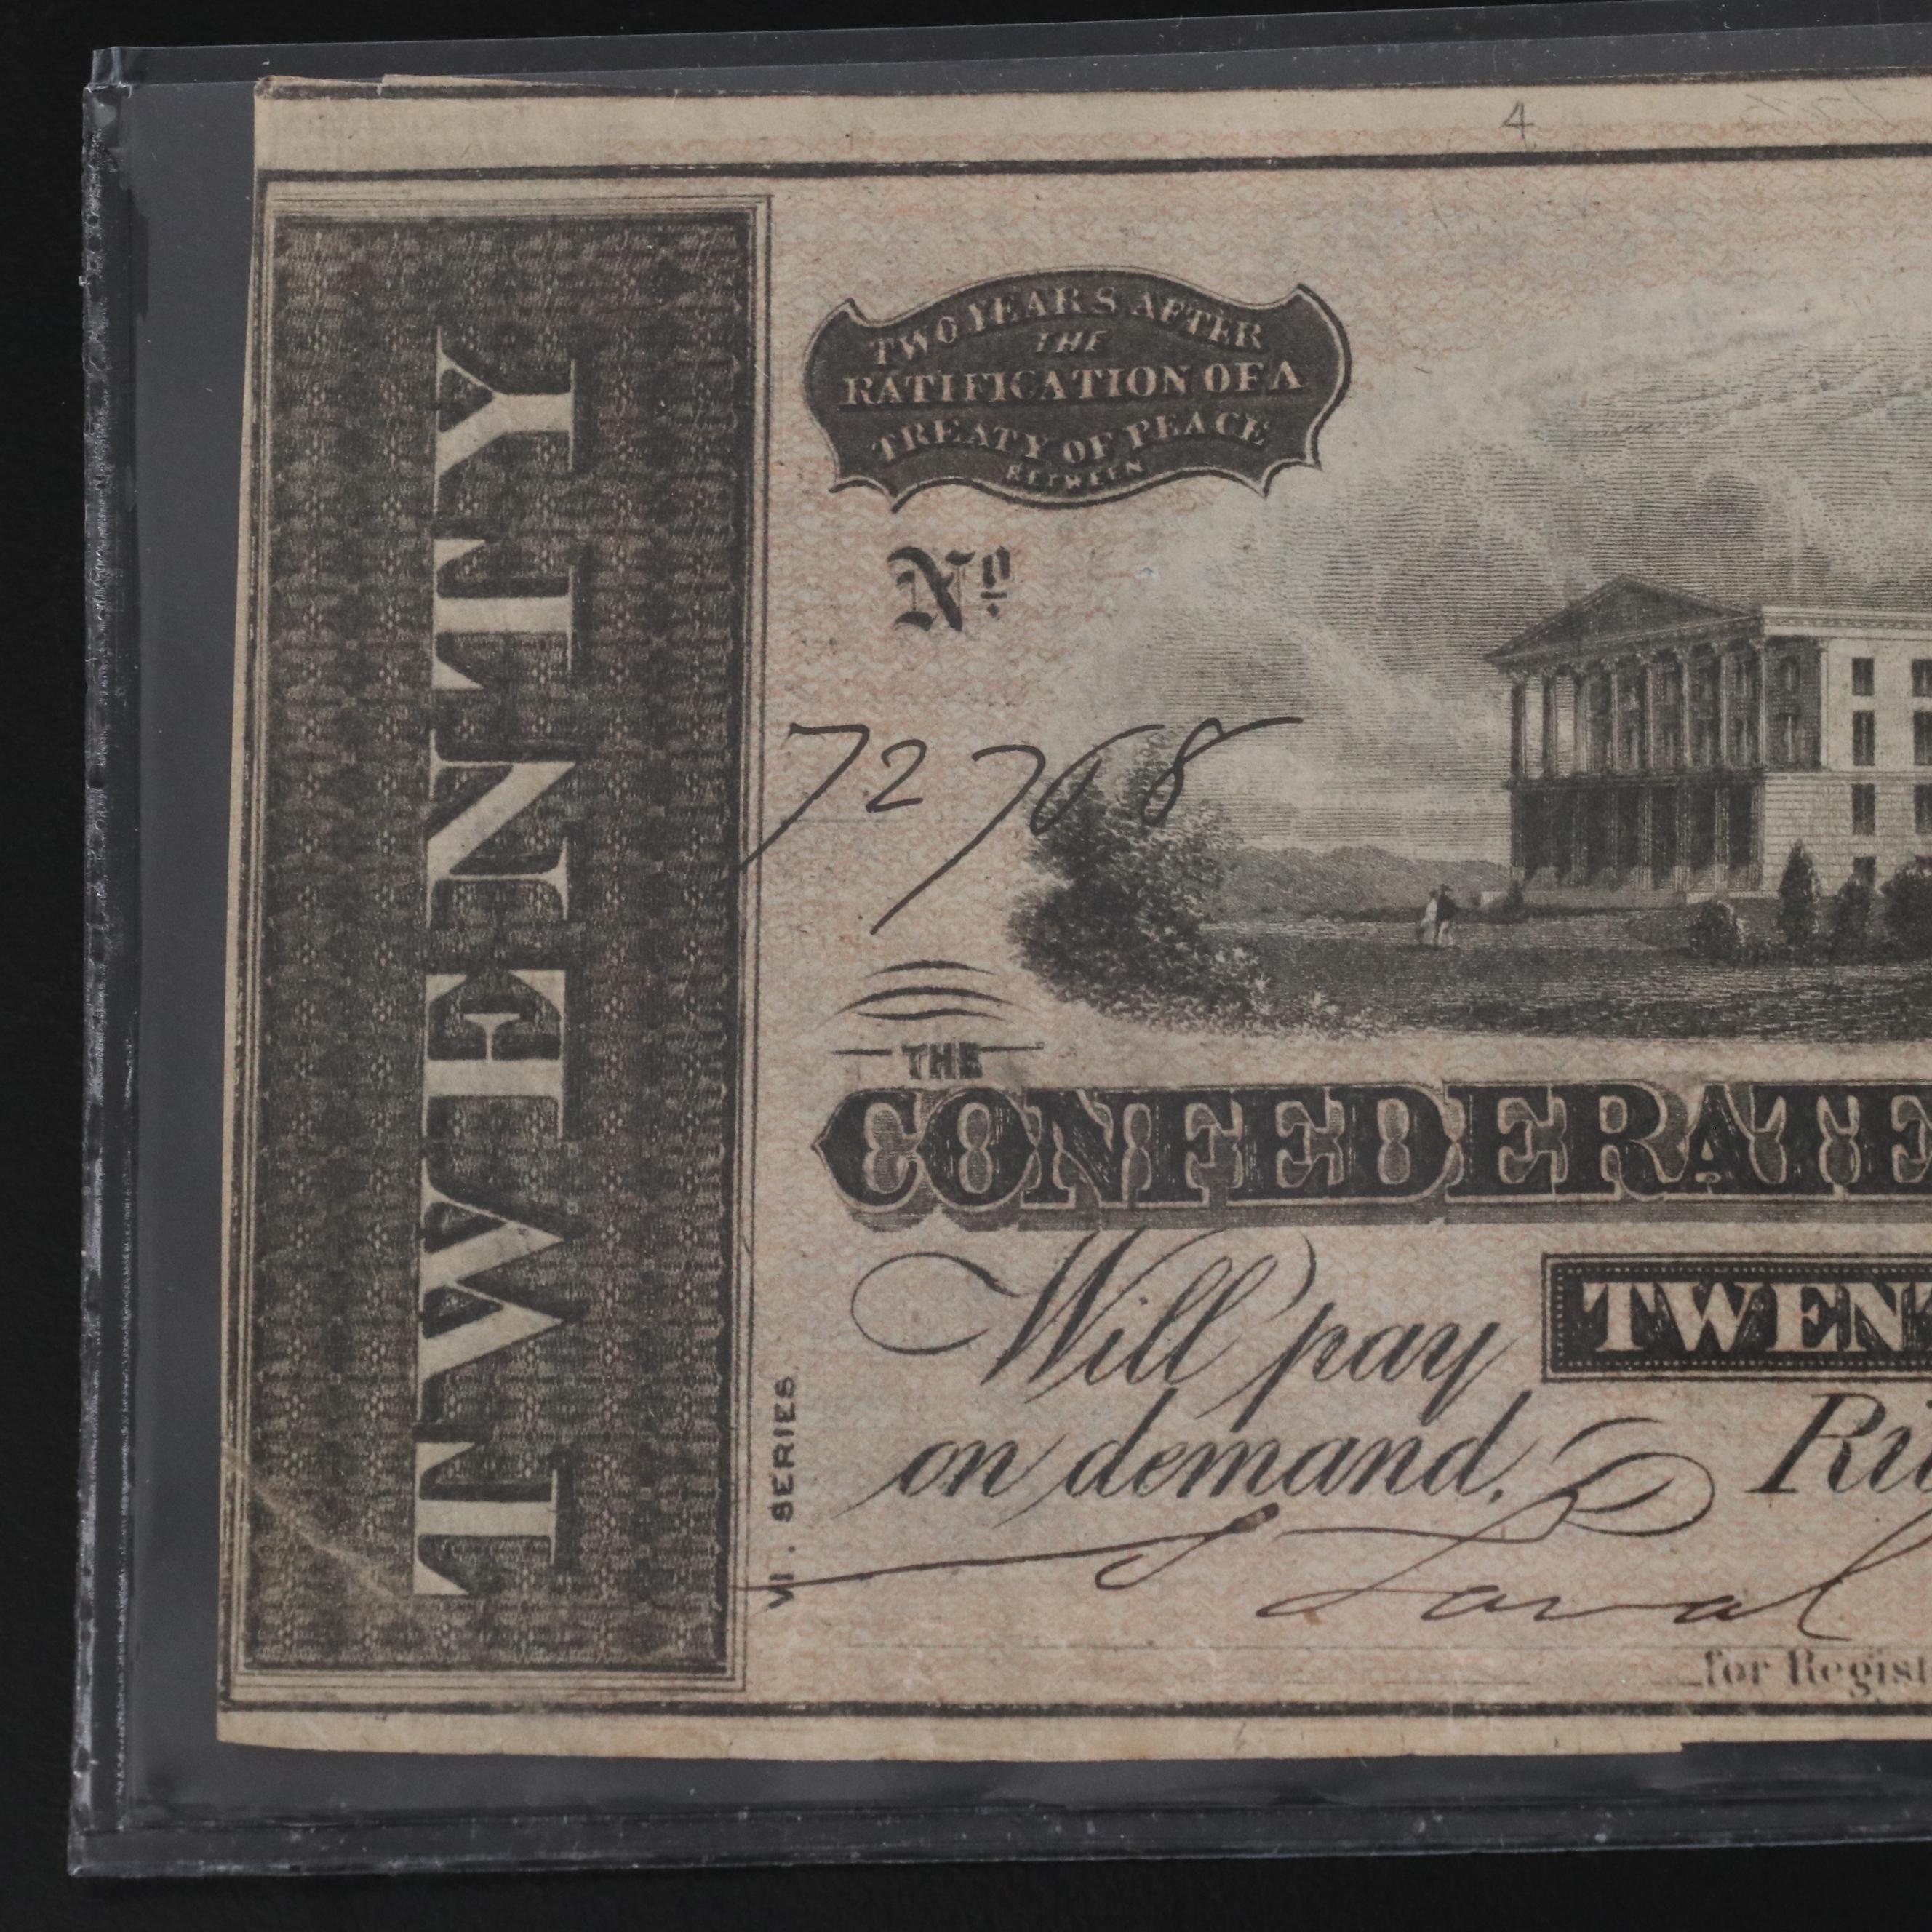 4
TWENTY
TWO YEARS AFTER
THE
RATIFICATION OF A
TREATY OF PEACE
BETWEEN
No
72768
THE
CONFEDERATE
Will pay TWEN
on demand. Ri
VI. SERIES.
for Regist